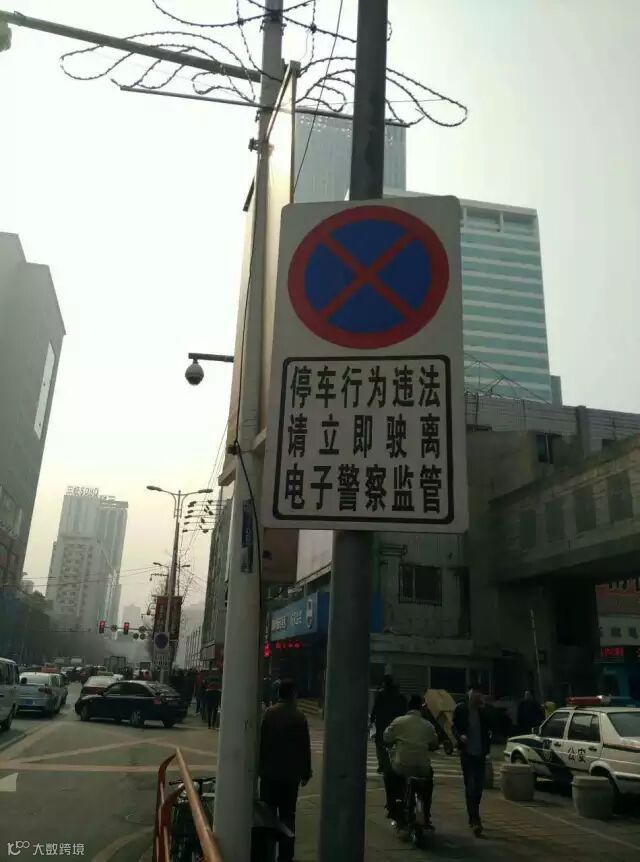 停车行为违法
请立即驶离
电子警察监管
公安
大数跨境